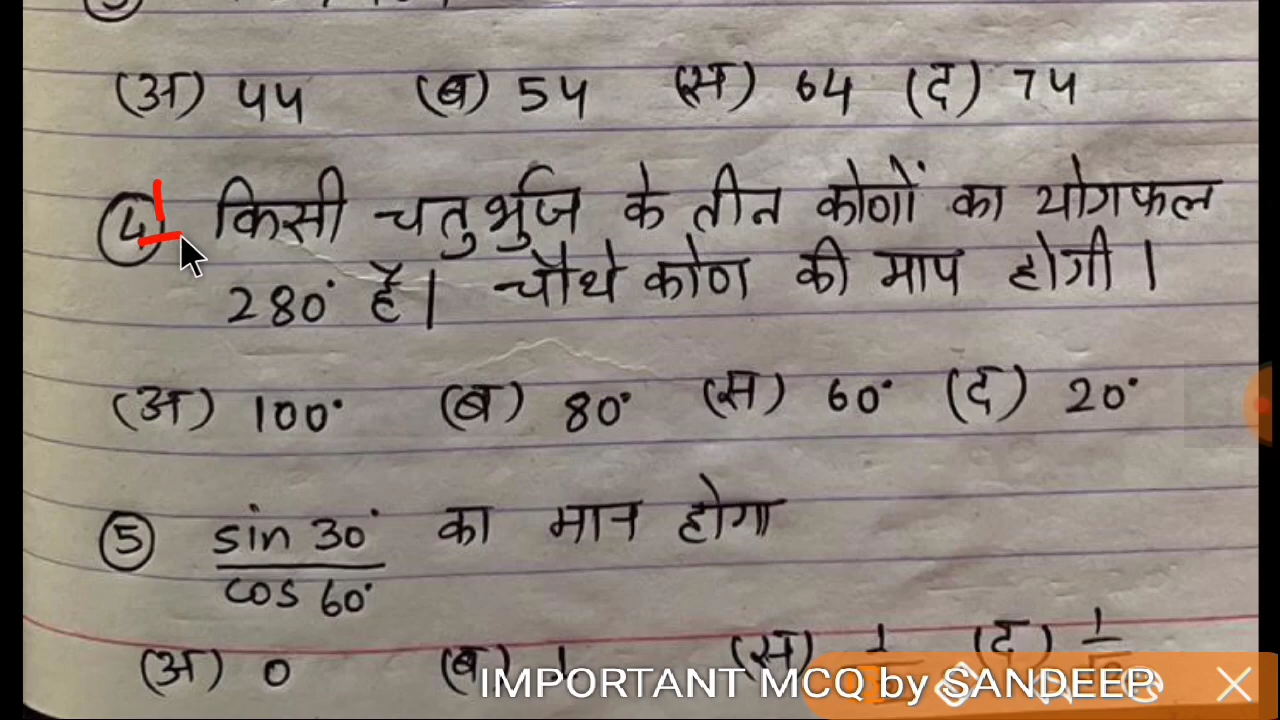 (अ) 44 (ब) 54 (स) 64 (द) 74
④ किसी चतुर्भुज के तीन कोणों का योगफल
280° है। चौथे कोण की माप होगी।
(अ) 100° (ब) 80° (स) 60° (द) 20°
⑤ sin 30° का मान होगा
cos 60°
(अ) 0 (ब) 1 (स) (द)
IMPORTANT MCQ by SANDEEP